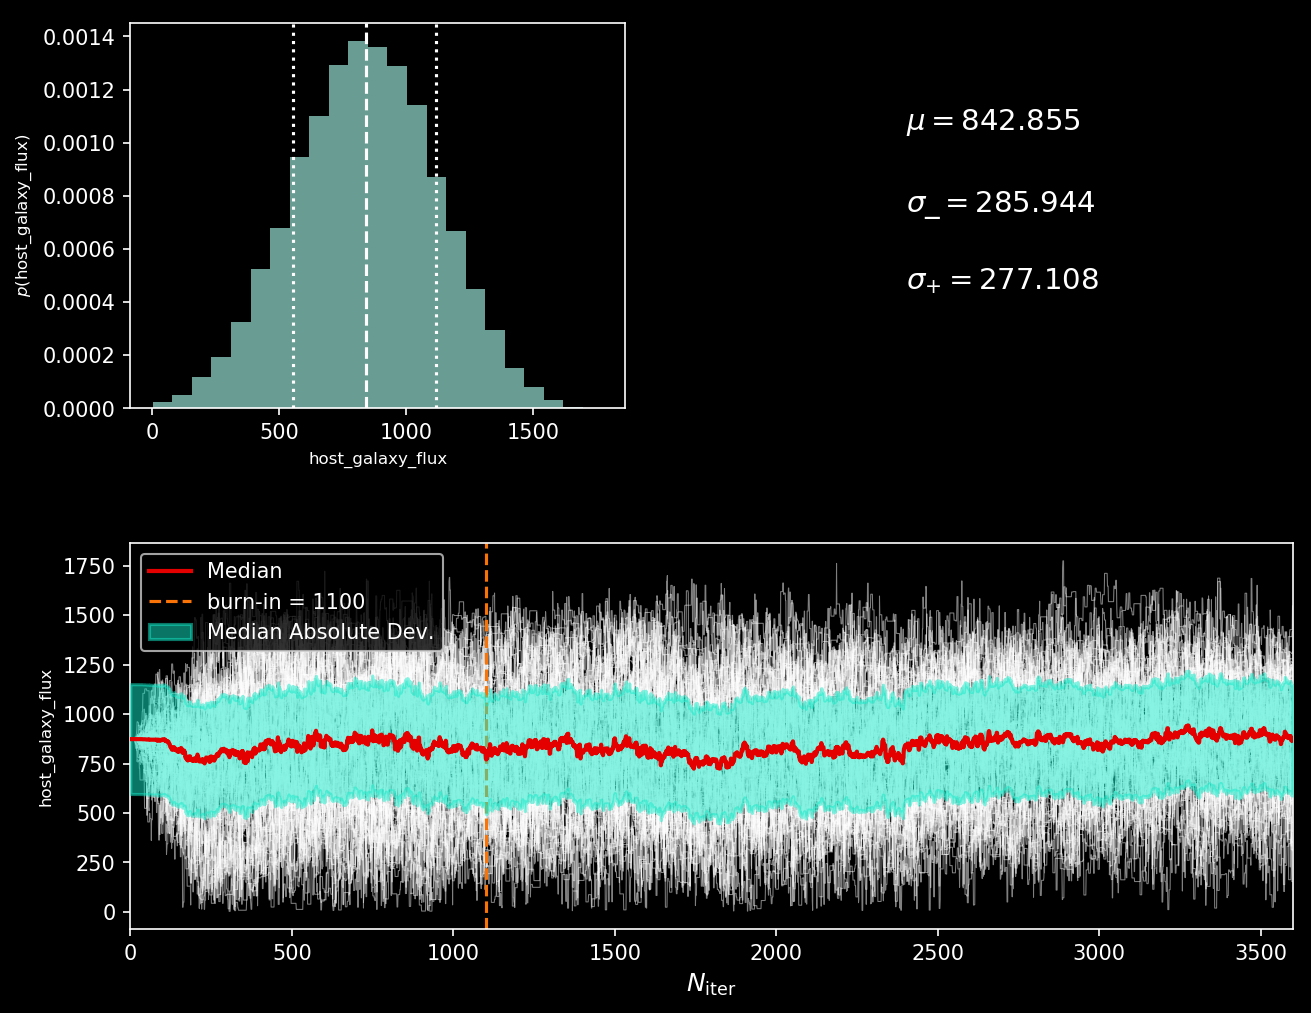 0.0014
0.0012
0.0010
0.0008
0.0006
0.0004
0.0002
0.0000
p(host_galaxy_flux)
0 500 1000 1500
host_galaxy_flux
μ = 842.855
σ_ = 285.944
σ+ = 277.108
1750
1500
1250
1000
750
500
250
0
host_galaxy_flux
Median
burn-in = 1100
Median Absolute Dev.
0 500 1000 1500 2000 2500 3000 3500
Niter